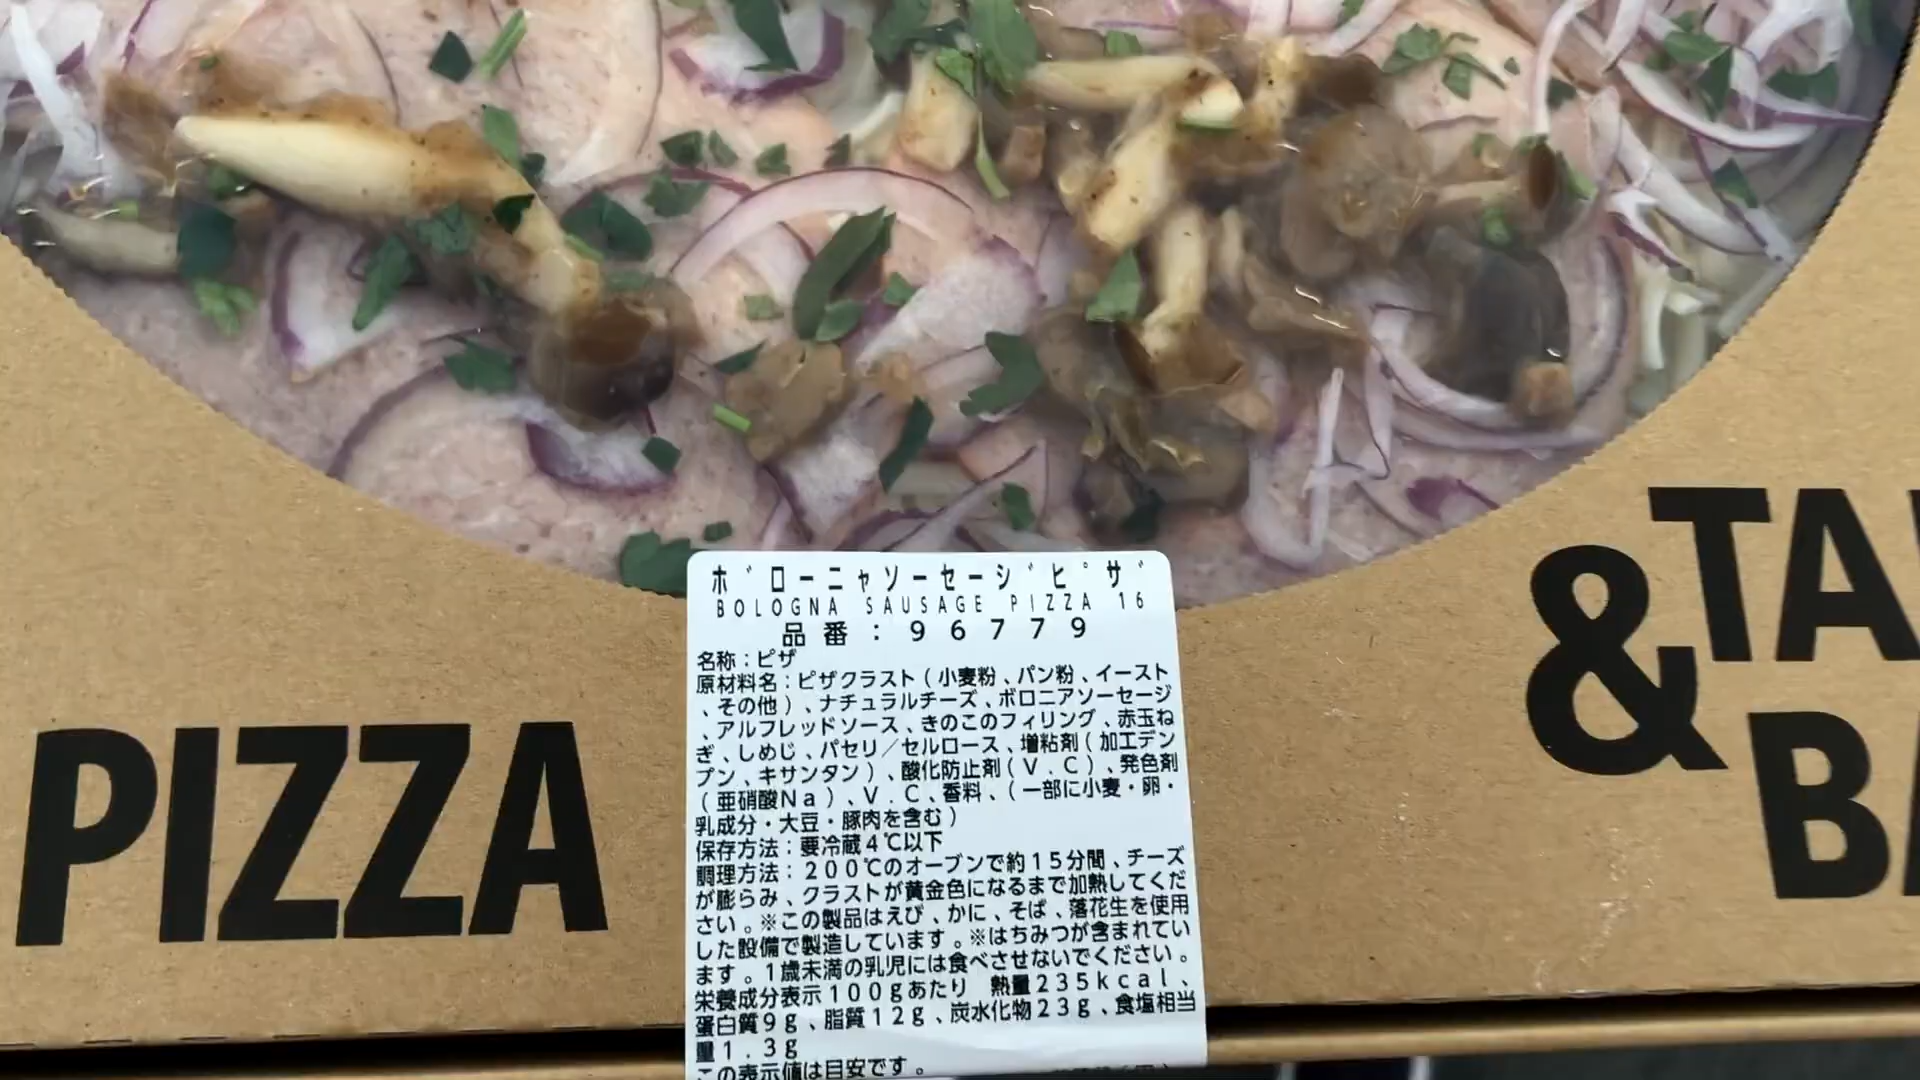 ボローニャソーセージピザ
BOLOGNA SAUSAGE PIZZA 16
品番：96779
名称：ピザ
原材料名：ピザクラスト（小麦粉、パン粉、イースト
、その他）、ナチュラルチーズ、ボロニアソーセージ
、アルフレッドソース、きのこのフィリング、赤玉ね
ぎ、しめじ、パセリ／セルロース、増粘剤（加工デン
プン、キサンタン）、酸化防止剤（V．C）、発色剤
（亜硝酸Na）、V．C、香料、（一部に小麦・卵・
乳成分・大豆・豚肉を含む）
保存方法：要冷蔵4℃以下
調理方法：200℃のオーブンで約15分間、チーズ
が膨らみ、クラストが黄金色になるまで加熱してくだ
さい。※この製品はえび、かに、そば、落花生を使用
した設備で製造しています。※はちみつが含まれてい
ます。1歳未満の乳児には食べさせないでください。
栄養成分表示100gあたり 熱量235kcal、
蛋白質9g、脂質12g、炭水化物23g、食塩相当
量1.3g
この表示値は目安です。
PIZZA
&